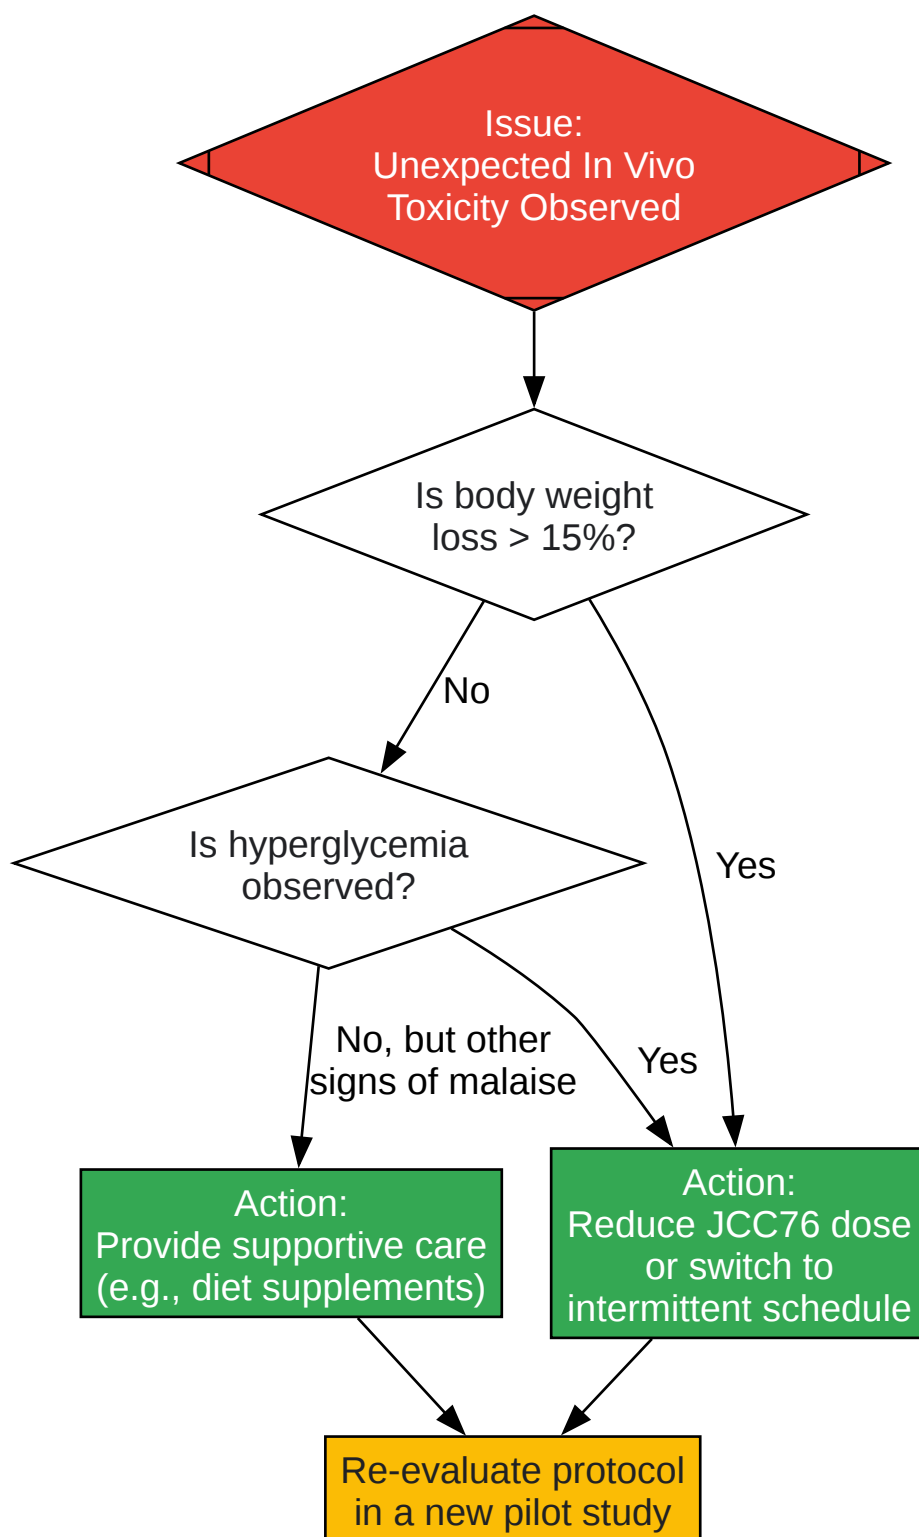 Issue:
Unexpected In Vivo
Toxicity Observed
Is body weight
loss > 15%?
No
Yes
Is hyperglycemia
observed?
No, but other
signs of malaise
Yes
Action:
Provide supportive care
(e.g., diet supplements)
Action:
Reduce JCC76 dose
or switch to
intermittent schedule
Re-evaluate protocol
in a new pilot study